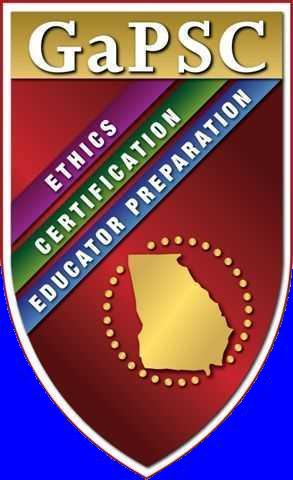 GaPSC
ETHICS
CERTIFICATION
EDUCATOR PREPARATION